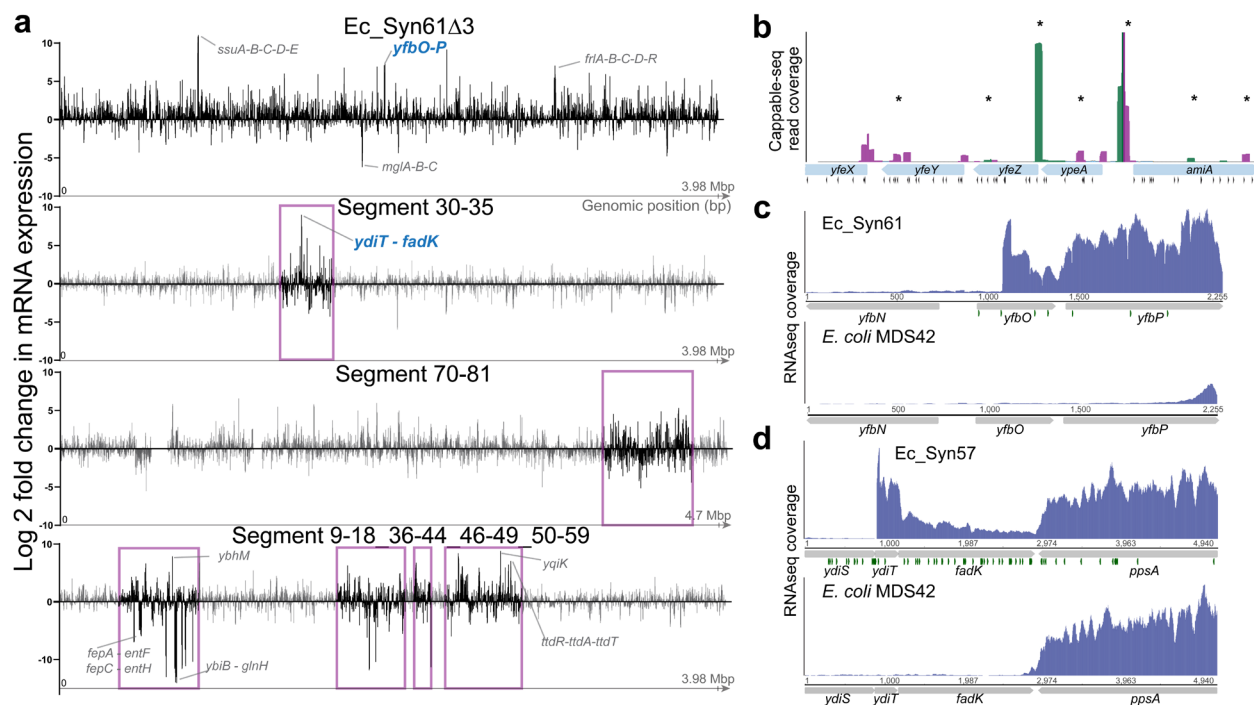 a
Log 2 fold change in mRNA expression
Ec_Syn61Δ3
10
5
0
-5
-10
ssuA-B-C-D-E
yfbO-P
frlA-B-C-D-R
mglA-B-C
0
3.98 Mbp
Genomic position (bp)
Segment 30-35
10
5
0
-5
-10
ydiT - fadK
0
3.98 Mbp
Segment 70-81
10
5
0
-5
-10
0
4.7 Mbp
Segment 9-18_36-44_46-49_50-59
10
0
-10
ybhM
yqiK
fepA - entF
fepC - entH
ybiB - glnH
ttdR-ttdA-ttdT
0
3.98 Mbp
b
Cappable-seq
read coverage
* *
* * * * *
yfeX yfeY yfeZ ypeA amiA
c
RNAseq coverage
Ec_Syn61
1 500 1,000 1,500 2,255
yfbN yfbO yfbP
E. coli MDS42
1 500 1,000 1,500 2,255
yfbN yfbO yfbP
d
RNAseq coverage
Ec_Syn57
1 1,000 1,987 2,974 3,963 4,940
ydiS ydiT fadK ppsA
E. coli MDS42
1 1,000 1,987 2,974 3,963 4,940
ydiS ydiT fadK ppsA